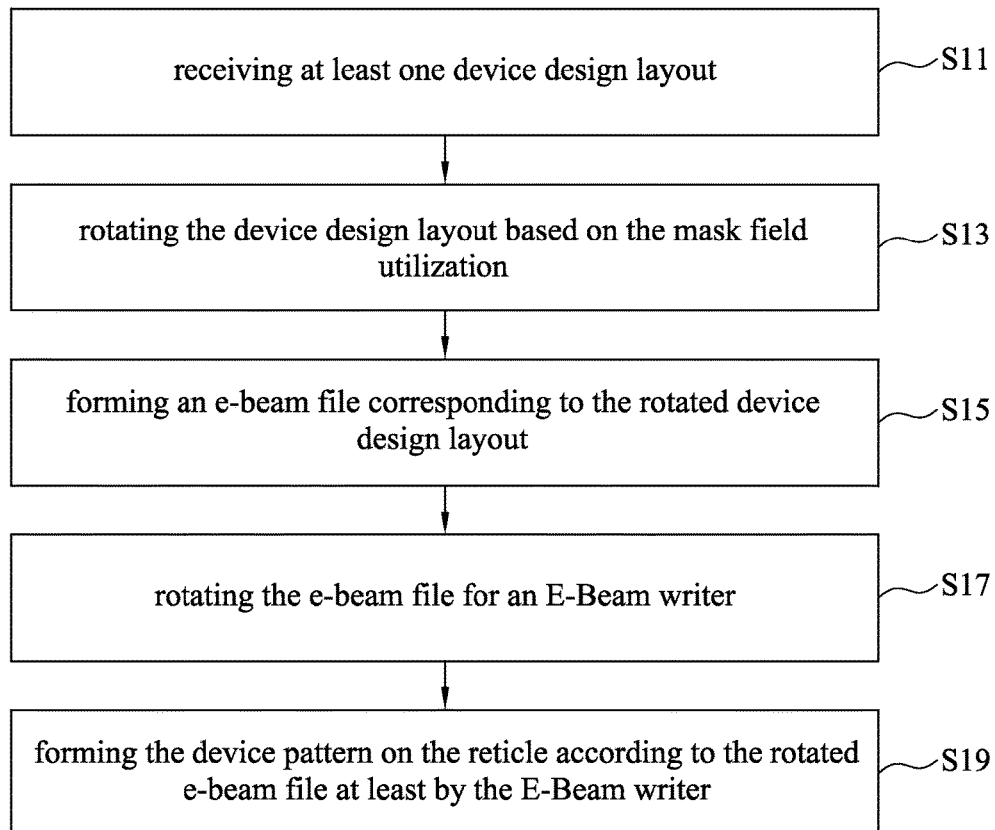 receiving at least one device design layout
S11
rotating the device design layout based on the mask field
utilization
S13
forming an e-beam file corresponding to the rotated device
design layout
S15
rotating the e-beam file for an E-Beam writer
S17
forming the device pattern on the reticle according to the rotated
e-beam file at least by the E-Beam writer
S19